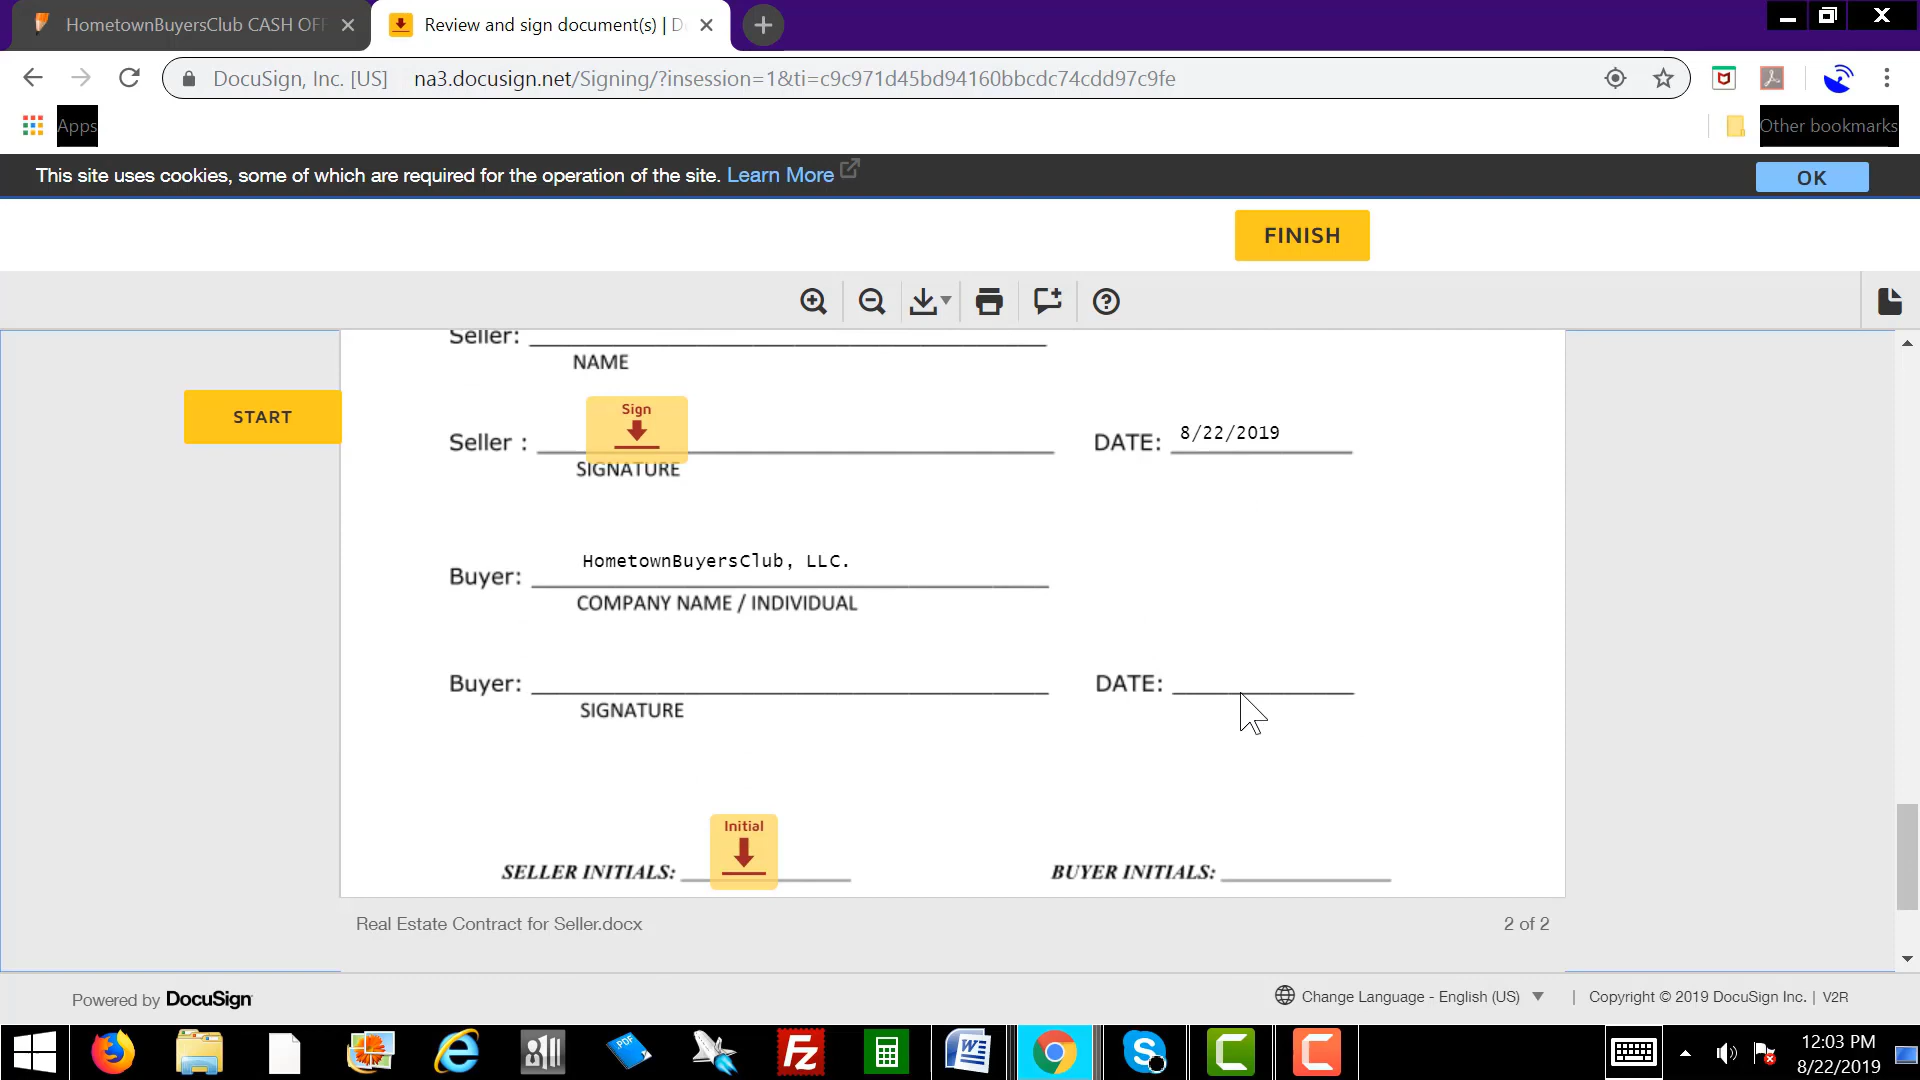 HometownBuyersClub CASH OFF
Review and sign document(s) | D
DocuSign, Inc. [US] na3.docusign.net/Signing/?insession=1&ti=c9c971d45bd94160bbcdc74cdd97c9fe
Apps
Other bookmarks
This site uses cookies, some of which are required for the operation of the site. Learn More
OK
FINISH
START
Seller:
NAME
Sign
Seller :
SIGNATURE
DATE: 8/22/2019
Buyer: HometownBuyersClub, LLC.
COMPANY NAME / INDIVIDUAL
Buyer:
SIGNATURE
DATE:
Initial
SELLER INITIALS:
BUYER INITIALS:
Real Estate Contract for Seller.docx
2 of 2
Powered by DocuSign
Change Language - English (US) | Copyright © 2019 DocuSign Inc. | V2R
PDF
Fz
W
S
C
C
12:03 PM
8/22/2019